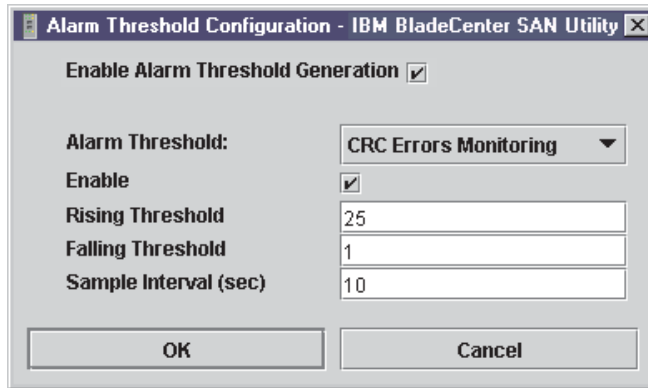 Alarm Threshold Configuration - IBM BladeCenter SAN Utility
Enable Alarm Threshold Generation
Alarm Threshold: CRC Errors Monitoring
Enable
Rising Threshold 25
Falling Threshold 1
Sample Interval (sec) 10
OK Cancel